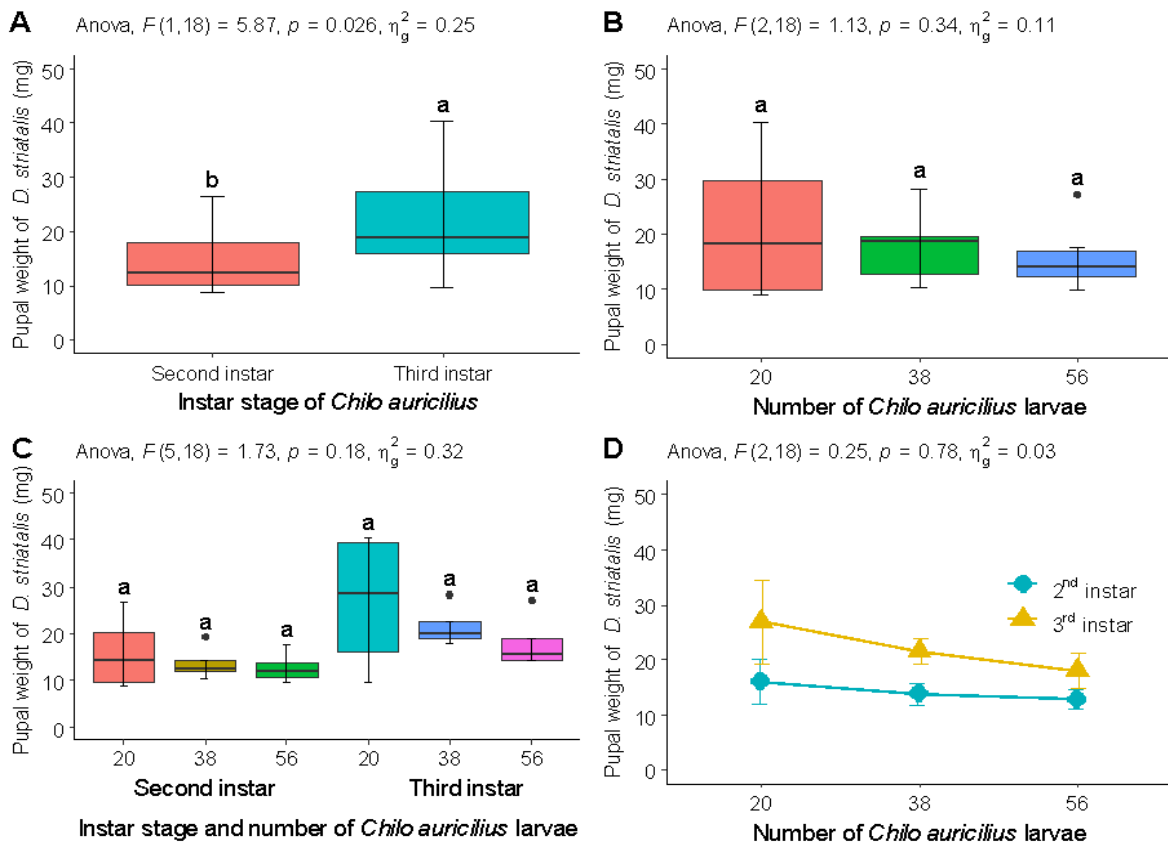 A
Anova, F(1,18) = 5.87, p = 0.026, η²g = 0.25
Pupal weight of D. striatalis (mg)
50
40
30
20
10
0
b
a
Second instar Third instar
Instar stage of Chilo auricilius
B
Anova, F(2,18) = 1.13, p = 0.34, η²g = 0.11
Pupal weight of D. striatalis (mg)
50
40
30
20
10
0
a
a
a
20 38 56
Number of Chilo auricilius larvae
C
Anova, F(5,18) = 1.73, p = 0.18, η²g = 0.32
Pupal weight of D. striatalis (mg)
50
40
30
20
10
0
a
a
a
a
a
a
20 38 56 20 38 56
Second instar Third instar
Instar stage and number of Chilo auricilius larvae
D
Anova, F(2,18) = 0.25, p = 0.78, η²g = 0.03
Pupal weight of D. striatalis (mg)
50
40
30
20
10
0
2nd instar
3rd instar
20 38 56
Number of Chilo auricilius larvae